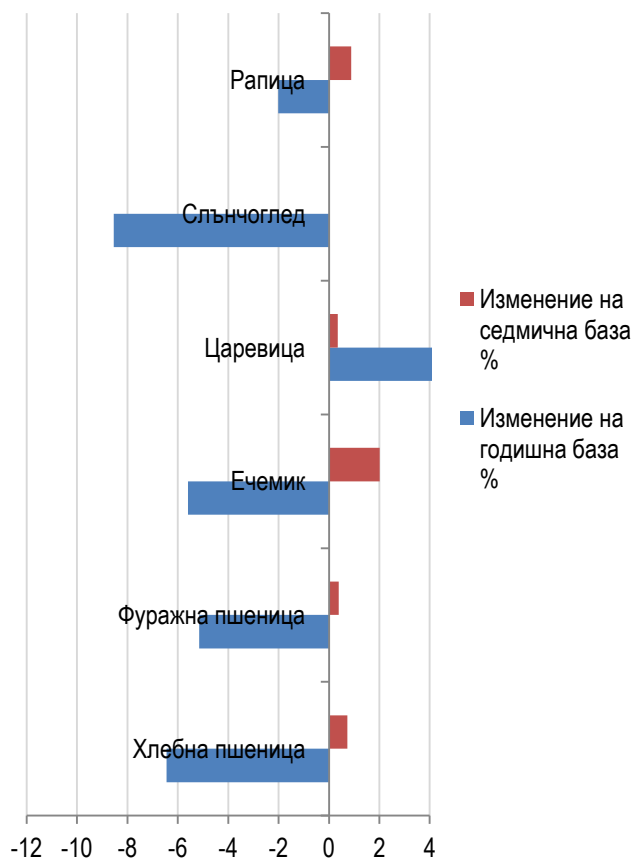 Рапица
Слънчоглед
Царевица
Ечемик
Фуражна пшеница
Хлебна пшеница
-12 -10 -8 -6 -4 -2 0 2 4
Изменение на
седмична база
%
Изменение на
годишна база
%